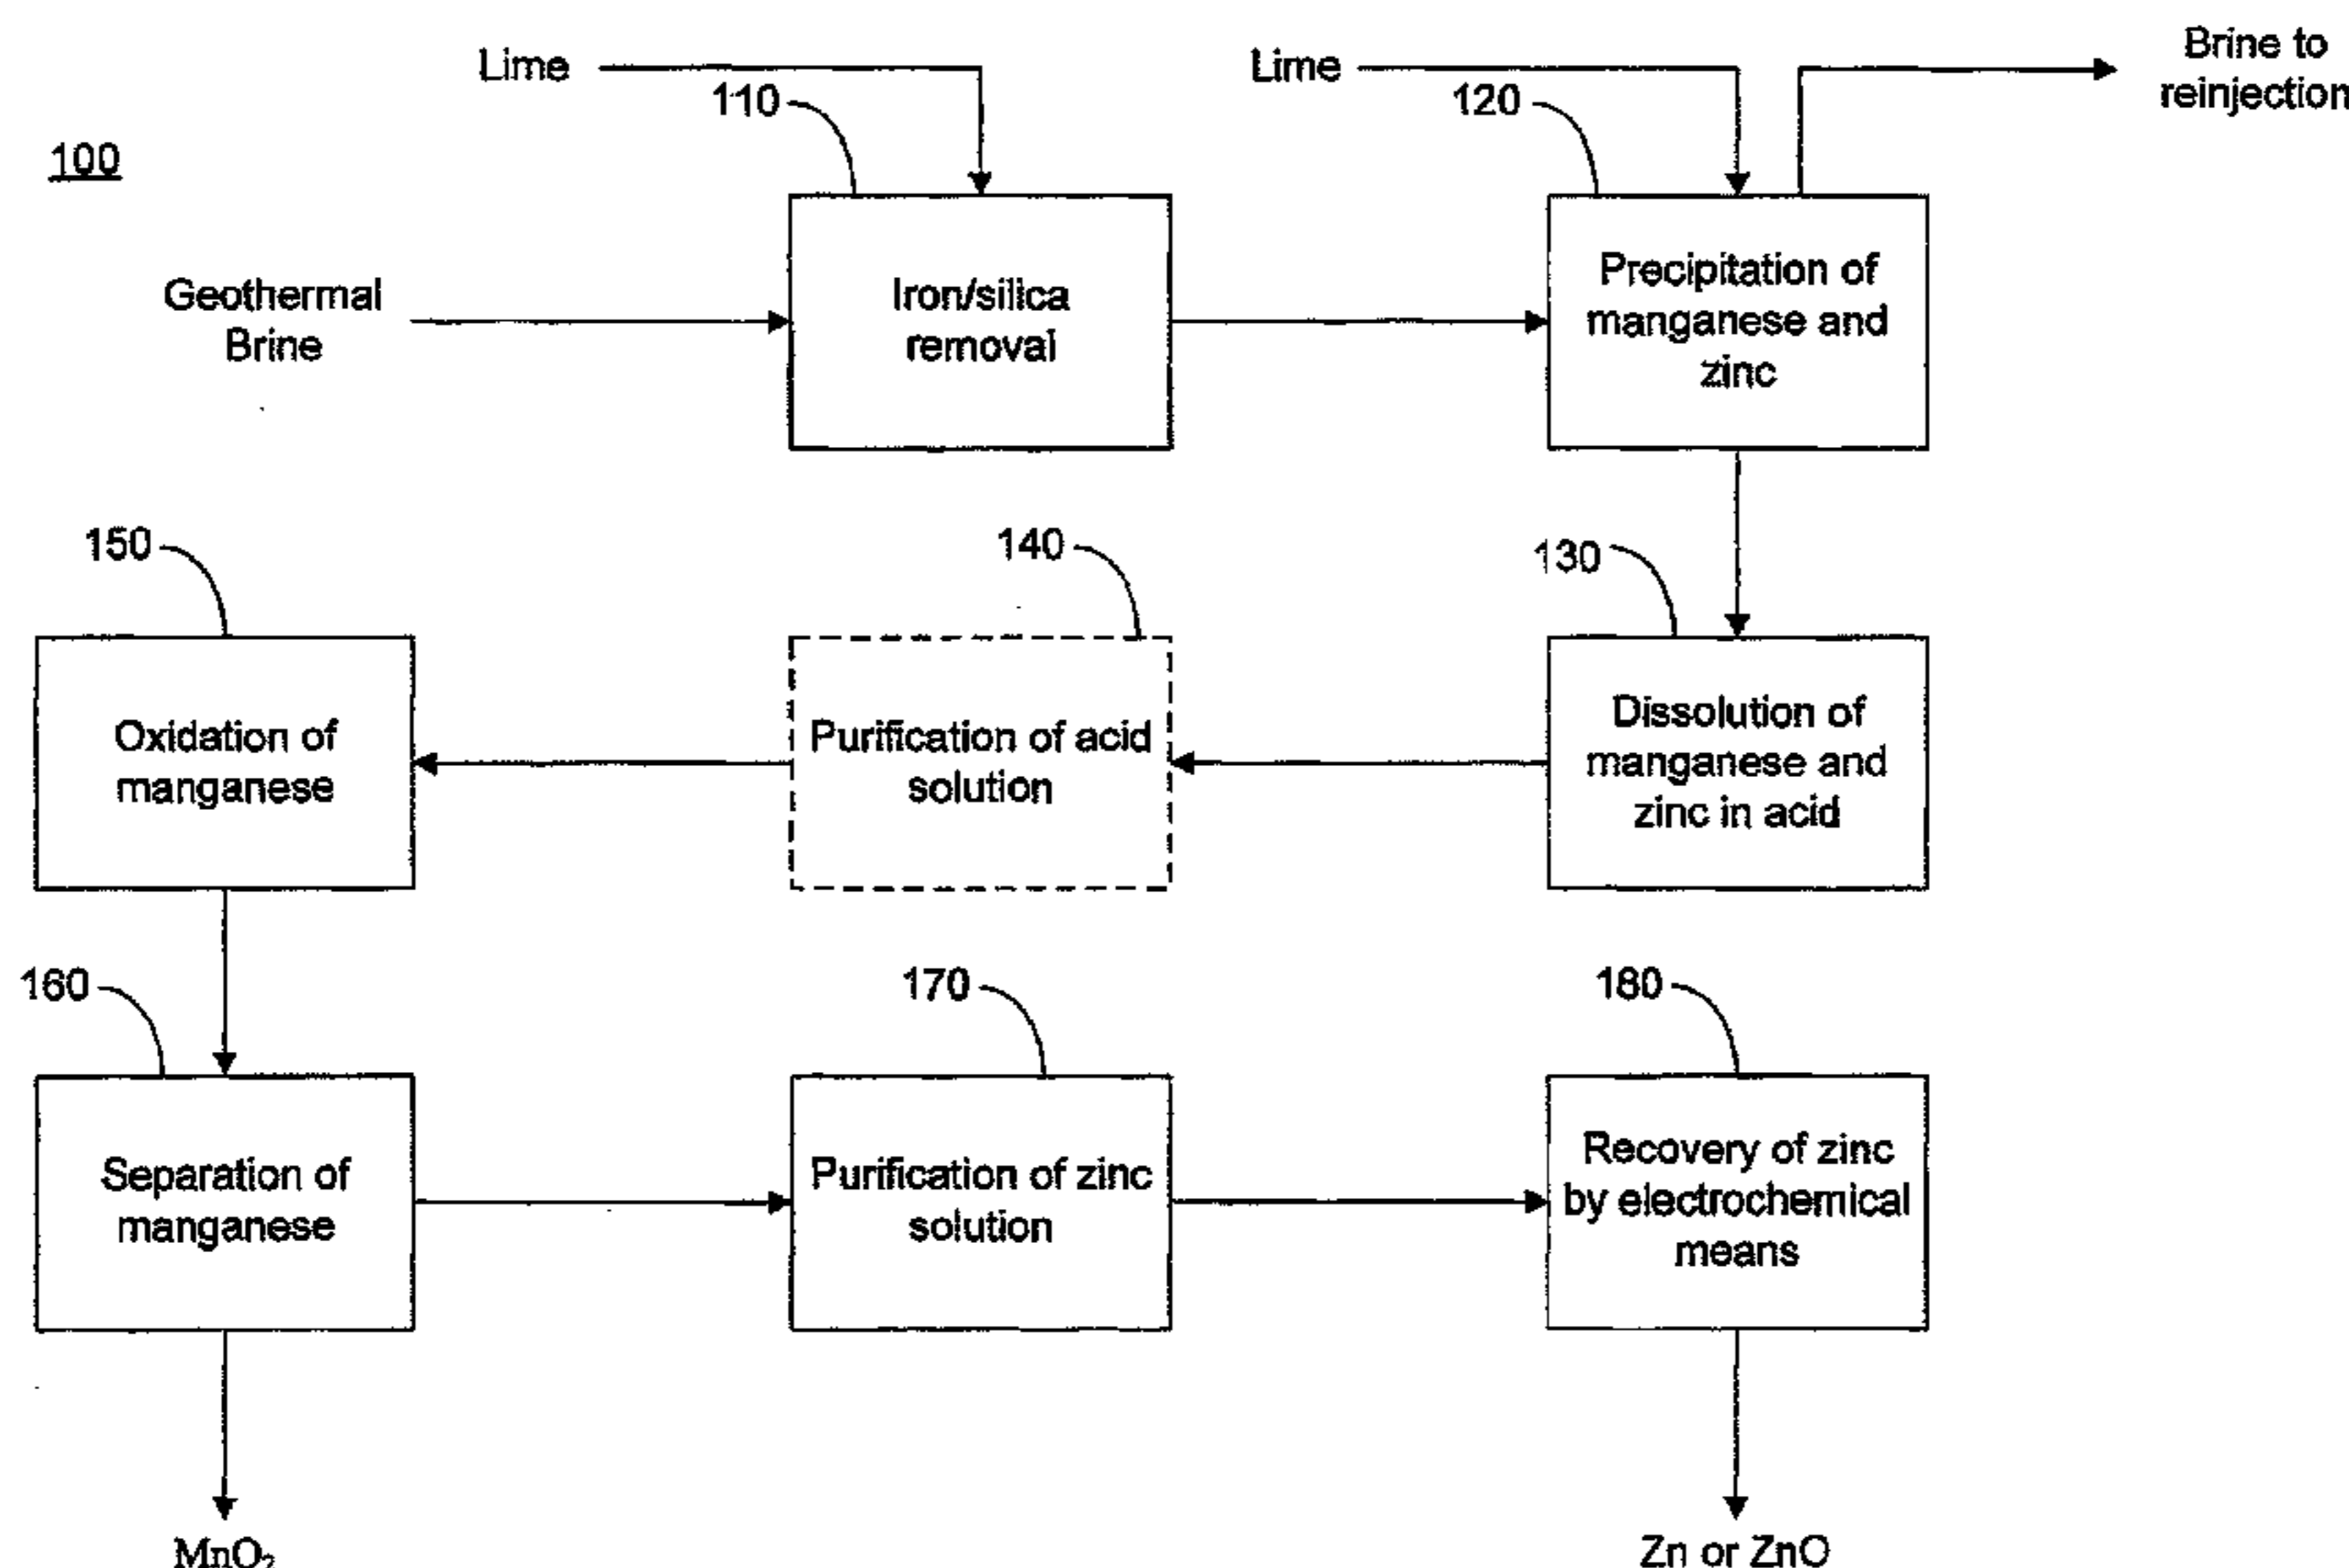 Lime
Lime
Brine to
reinjection
110
120
100
Geothermal
Brine
Iron/silica
removal
Precipitation of
manganese and
zinc
150
140
130
Oxidation of
manganese
Purification of acid
solution
Dissolution of
manganese and
zinc in acid
160
170
180
Separation of
manganese
Purification of zinc
solution
Recovery of zinc
by electrochemical
means
MnO₂
Zn or ZnO